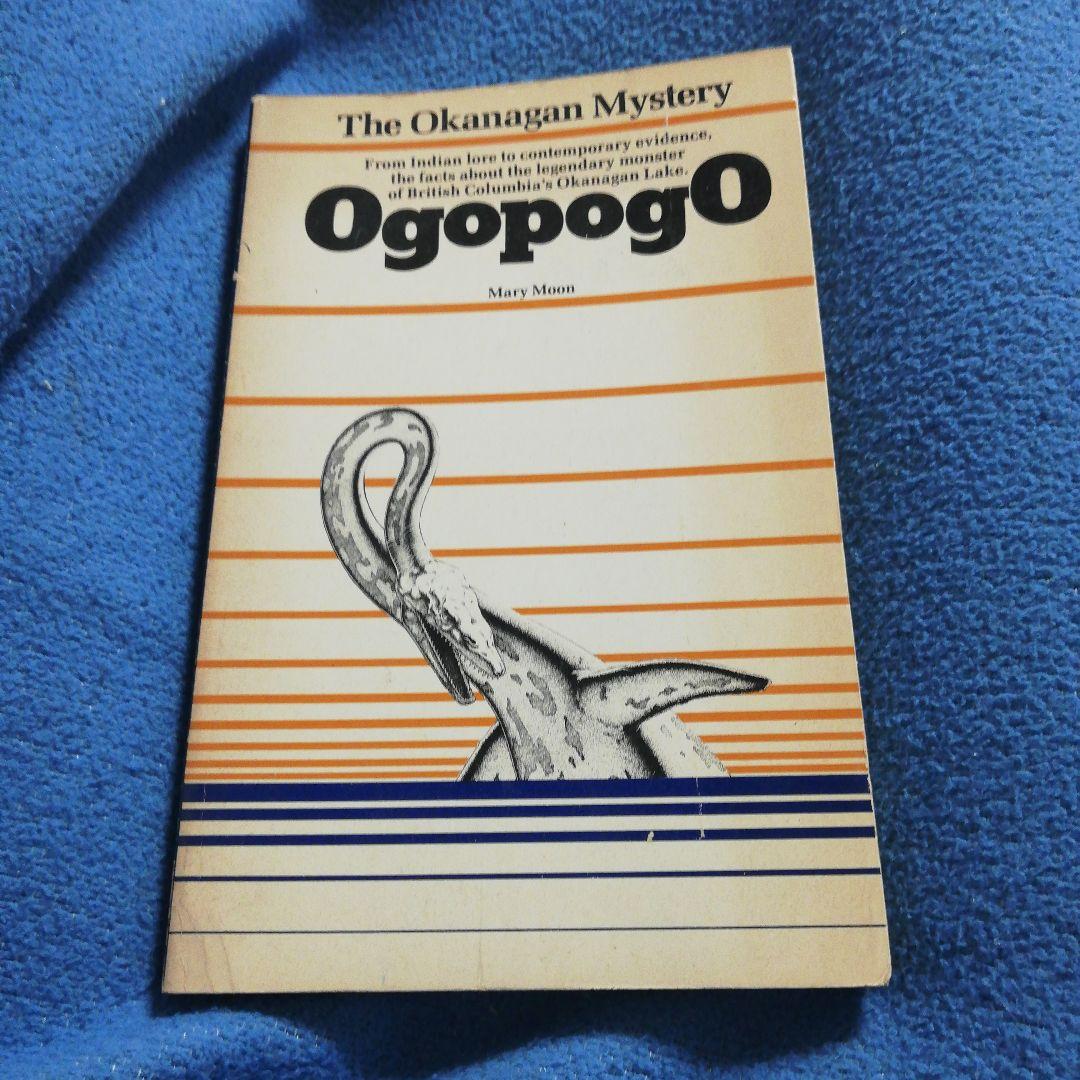 The Okanagan Mystery
From Indian lore to contemporary evidence,
the facts about the legendary monster
of British Columbia's Okanagan Lake.
OgopogO
Mary Moon